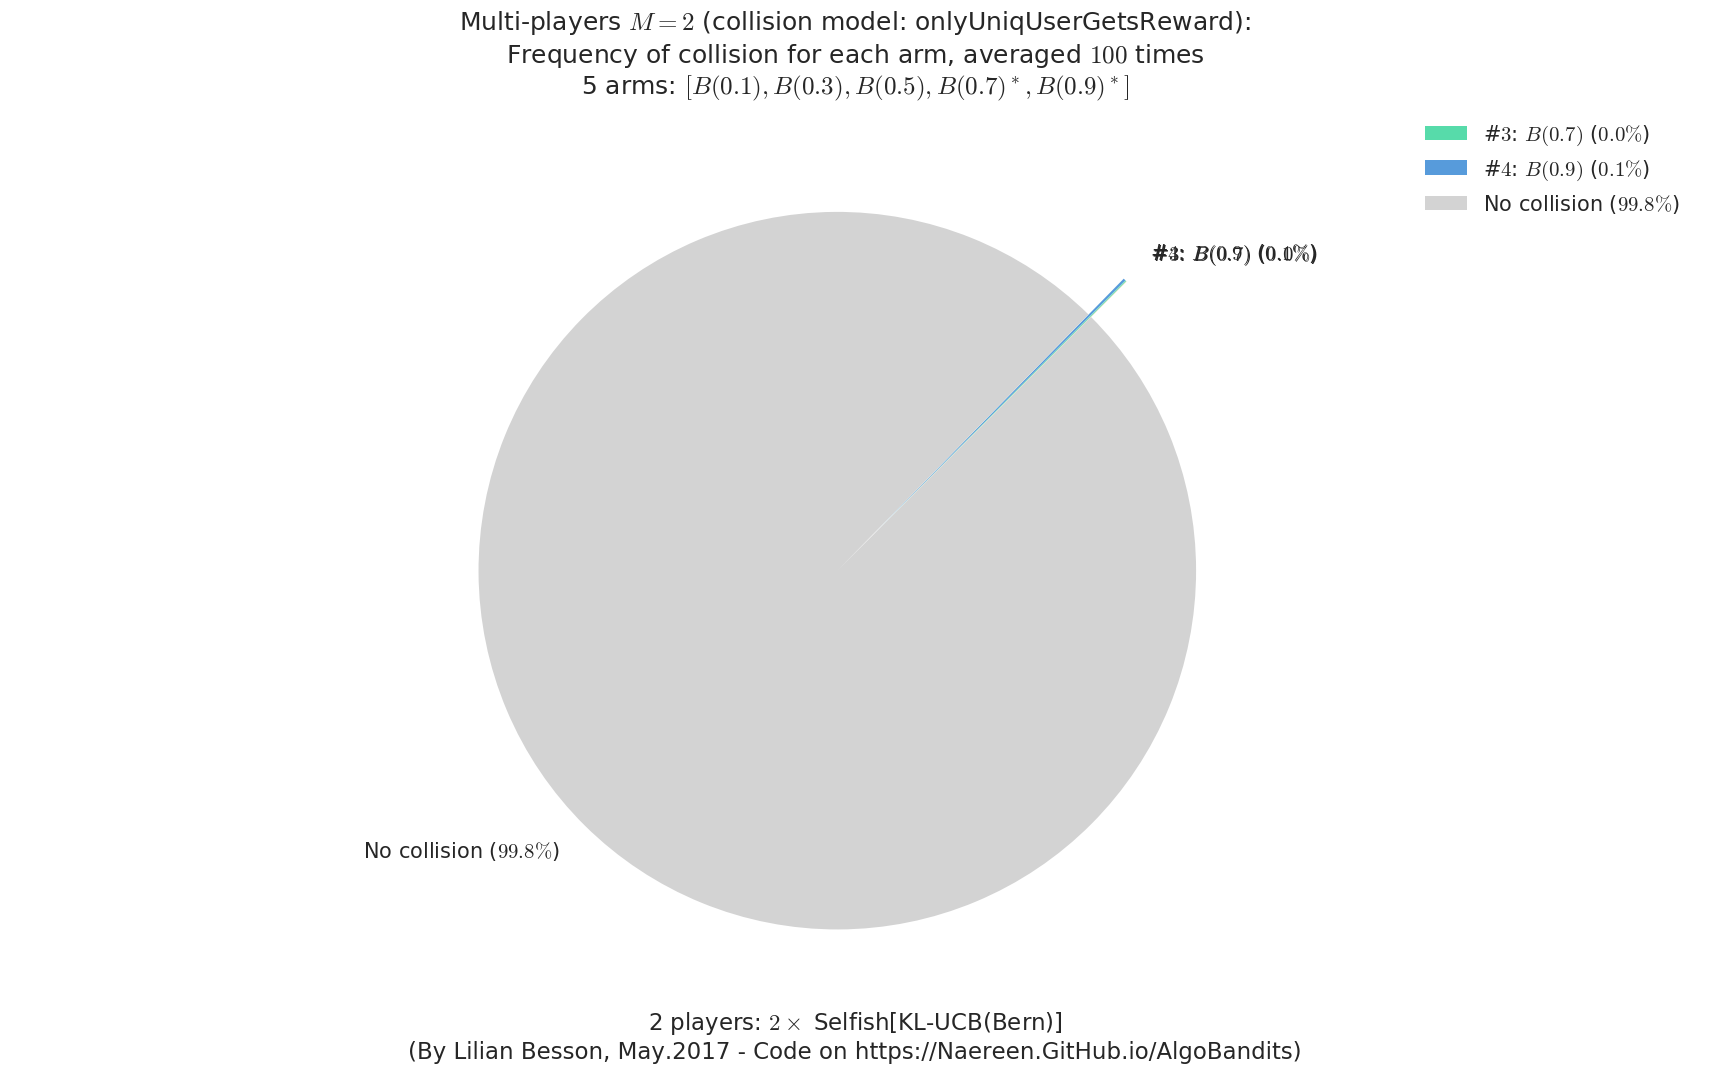 Multi-players M = 2 (collision model: onlyUniqUserGetsReward):
Frequency of collision for each arm, averaged 100 times
5 arms: [B(0.1), B(0.3), B(0.5), B(0.7)*, B(0.9)*]
#3: B(0.7) (0.0%)
#4: B(0.9) (0.1%)
No collision (99.8%)
No collision (99.8%)
2 players: 2 × Selfish[KL-UCB(Bern)]
(By Lilian Besson, May.2017 - Code on https://Naereen.GitHub.io/AlgoBandits)